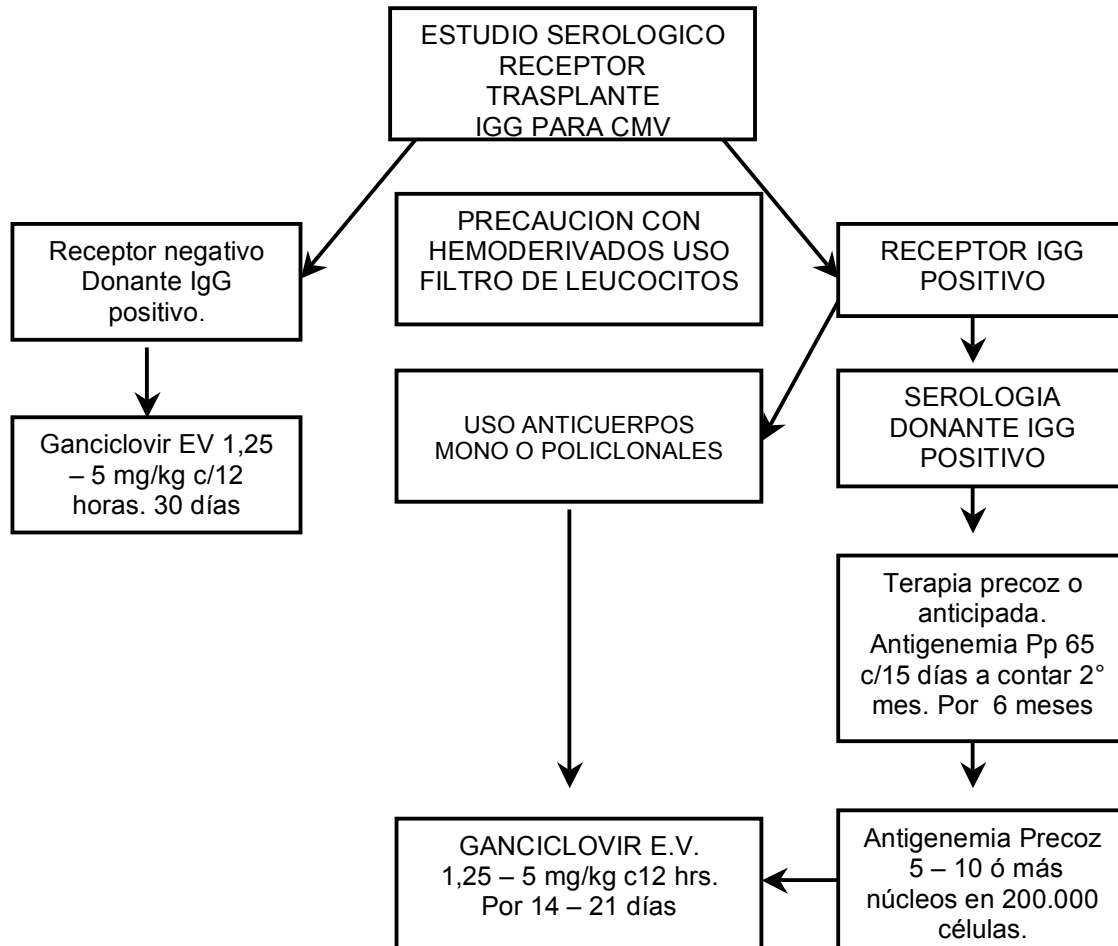 ESTUDIO SEROLOGICO
RECEPTOR
TRASPLANTE
IGG PARA CMV
PRECAUCION CON
HEMODERIVADOS USO
FILTRO DE LEUCOCITOS
Receptor negativo
Donante IgG
positivo.
RECEPTOR IGG
POSITIVO
Ganciclovir EV 1,25
– 5 mg/kg c/12
horas. 30 días
USO ANTICUERPOS
MONO O POLICLONALES
SEROLOGIA
DONANTE IGG
POSITIVO
Terapia precoz o
anticipada.
Antigenemia Pp 65
c/15 días a contar 2°
mes. Por 6 meses
GANCICLOVIR E.V.
1,25 – 5 mg/kg c12 hrs.
Por 14 – 21 días
Antigenemia Precoz
5 – 10 ó más
núcleos en 200.000
células.